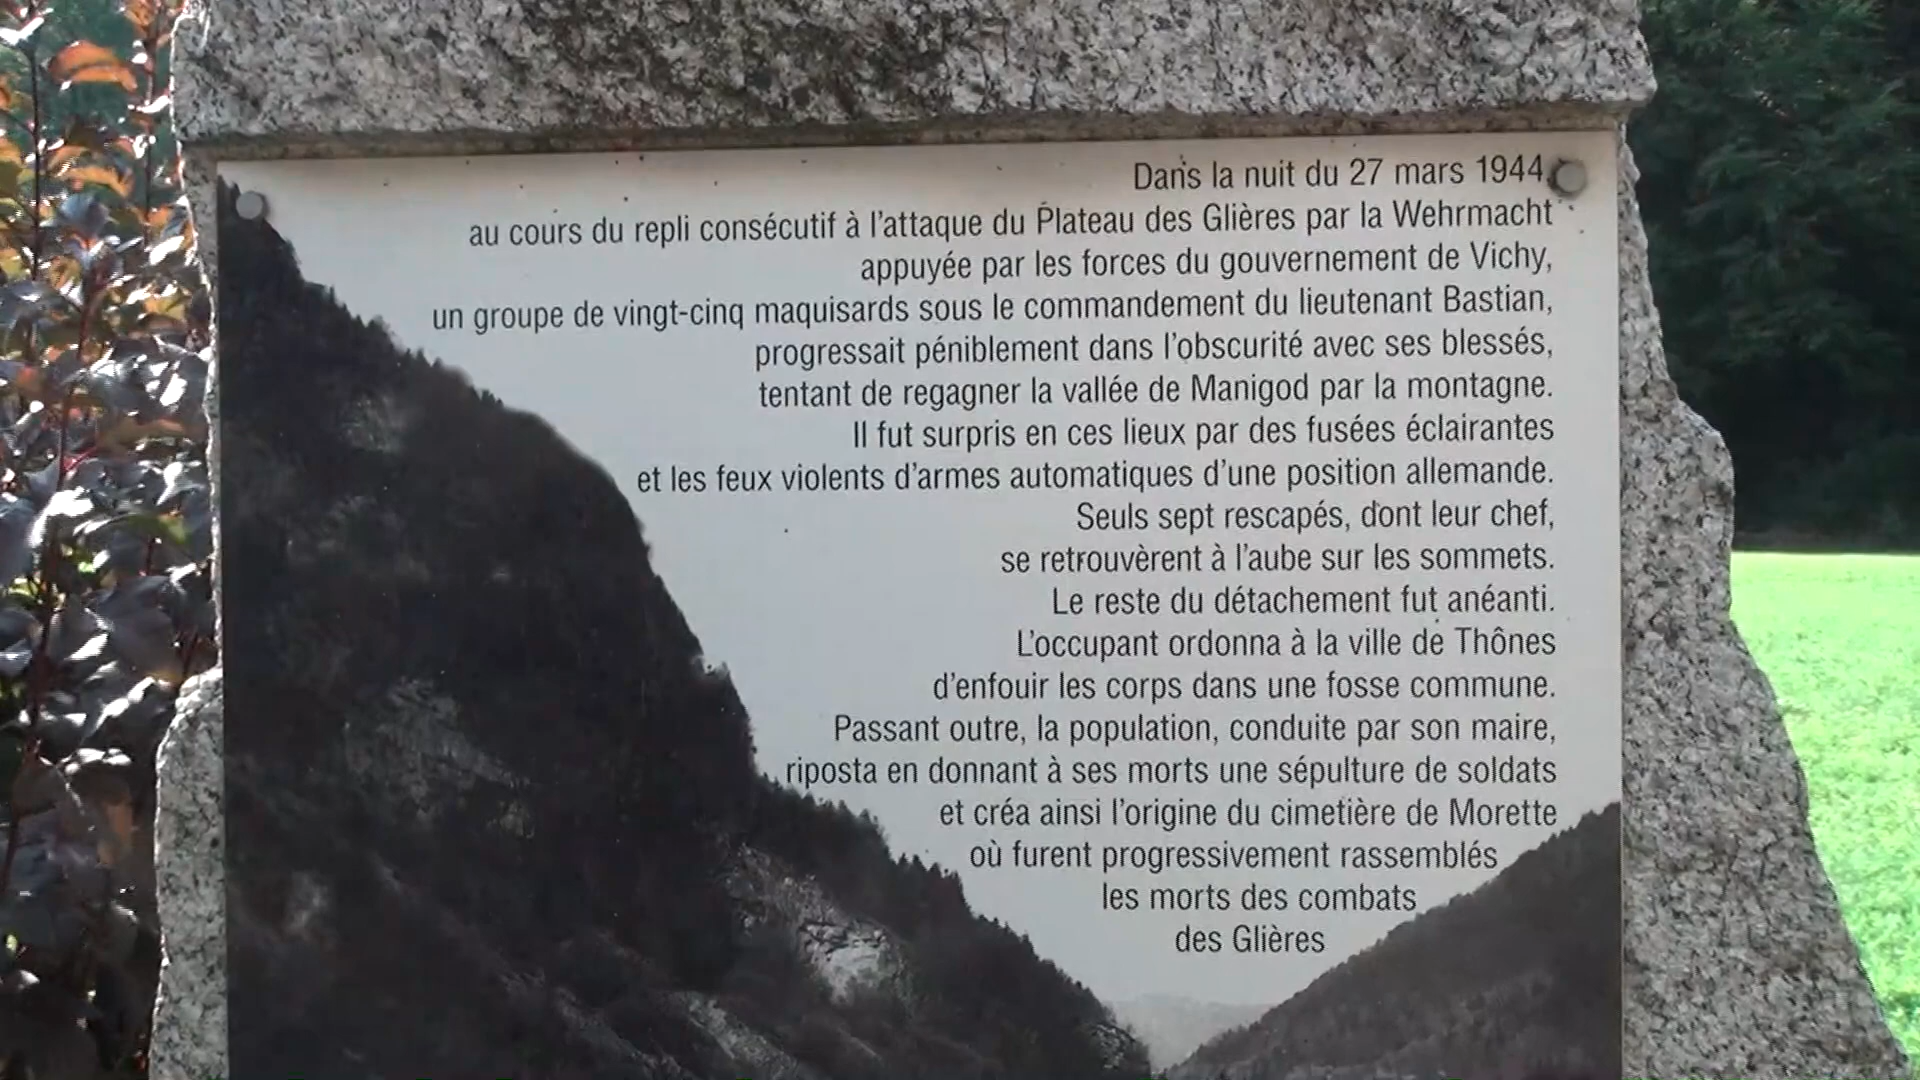 Dans la nuit du 27 mars 1944,
au cours du repli consécutif à l'attaque du Plateau des Glières par la Wehrmacht
appuyée par les forces du gouvernement de Vichy,
un groupe de vingt-cinq maquisards sous le commandement du lieutenant Bastian,
progressait péniblement dans l'obscurité avec ses blessés,
tentant de regagner la vallée de Manigod par la montagne.
Il fut surpris en ces lieux par des fusées éclairantes
et les feux violents d'armes automatiques d'une position allemande.
Seuls sept rescapés, dont leur chef,
se retrouvèrent à l'aube sur les sommets.
Le reste du détachement fut anéanti.
L'occupant ordonna à la ville de Thônes
d'enfouir les corps dans une fosse commune.
Passant outre, la population, conduite par son maire,
riposta en donnant à ses morts une sépulture de soldats
et créa ainsi l'origine du cimetière de Morette
où furent progressivement rassemblés
les morts des combats
des Glières